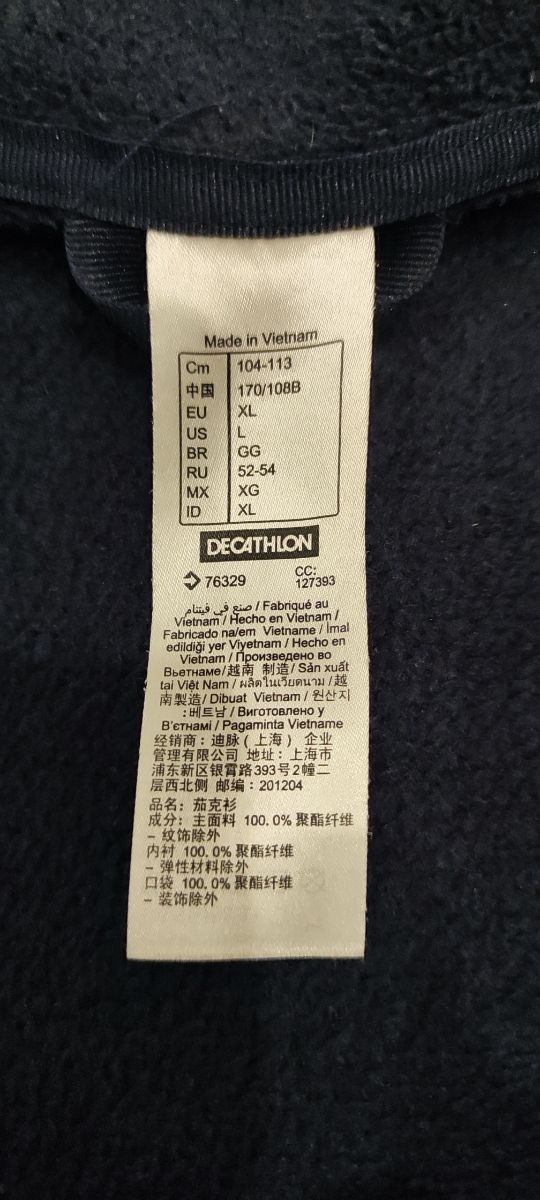 Made in Vietnam
Cm 104-113
中国 170/108B
EU XL
US L
BR GG
RU 52-54
MX XG
ID XL
DECATHLON
76329 CC: 127393
صنع في فيتنام / Fabriqué au
Vietnam / Hecho en Vietnam /
Fabricado na/em Vietname / İmal
edildiği yer Viyetnam / Hecho en
Vietnam / Произведено во
Вьетнаме/越南 制造/ Sản xuất
tai Việt Nam / ผลิตในเวียดนาม /越
南製造/ Dibuat Vietnam / 원산지
:베트남 / Виготовлено у
В'єтнамі / Pagaminta Vietname
经销商：迪脉（上海） 企业
管理有限公司 地址：上海市
浦东新区银霄路393号2幢二
层西北侧 邮编：201204
品名：茄克衫
成分：主面料 100.0% 聚酯纤维
- 纹饰除外
内衬 100.0% 聚酯纤维
- 弹性材料除外
口袋 100.0% 聚酯纤维
- 装饰除外